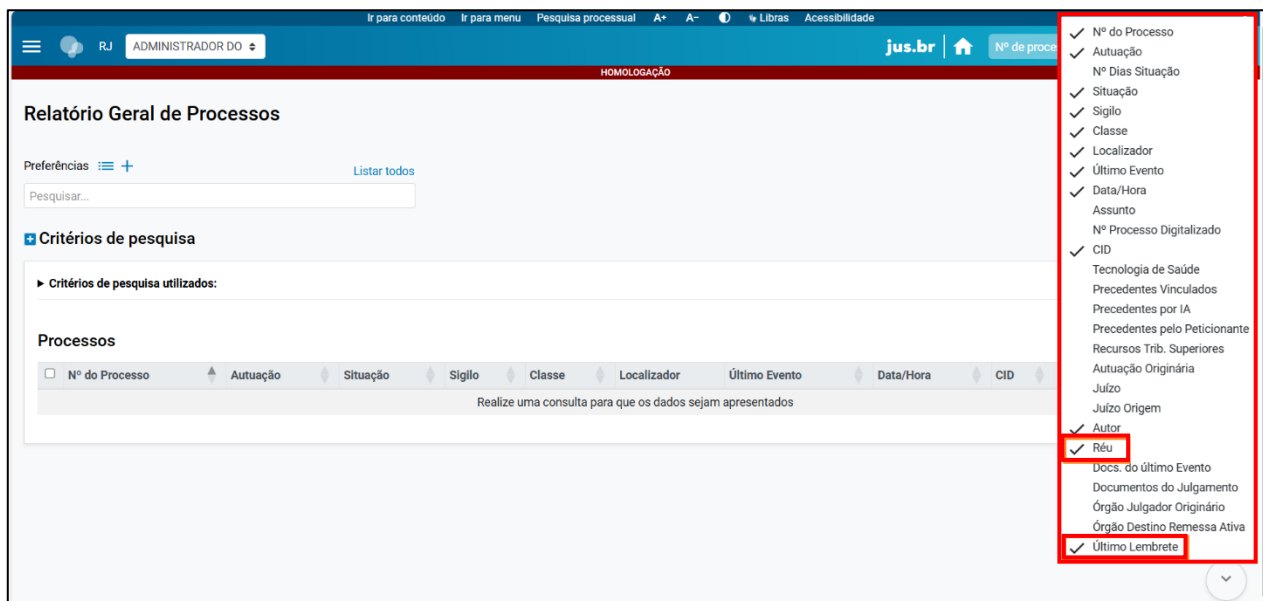 Ir para conteúdo Ir para menu Pesquisa processual A+ A- Libras Acessibilidade
RJ ADMINISTRADOR DO jus.br Nº de proce
HOMOLOGAÇÃO
Relatório Geral de Processos
Preferências Listar todos
Pesquisar...
Critérios de pesquisa
Critérios de pesquisa utilizados:
Processos
Nº do Processo Autuação Situação Sigilo Classe Localizador Último Evento Data/Hora CID
Realize uma consulta para que os dados sejam apresentados
Nº do Processo
Autuação
Nº Dias Situação
Situação
Sigilo
Classe
Localizador
Último Evento
Data/Hora
Assunto
Nº Processo Digitalizado
CID
Tecnologia de Saúde
Precedentes Vinculados
Precedentes por IA
Precedentes pelo Peticionante
Recursos Trib. Superiores
Autuação Originária
Juízo
Juízo Origem
Autor
Réu
Docs. do último Evento
Documentos do Julgamento
Órgão Julgador Originário
Órgão Destino Remessa Ativa
Último Lembrete